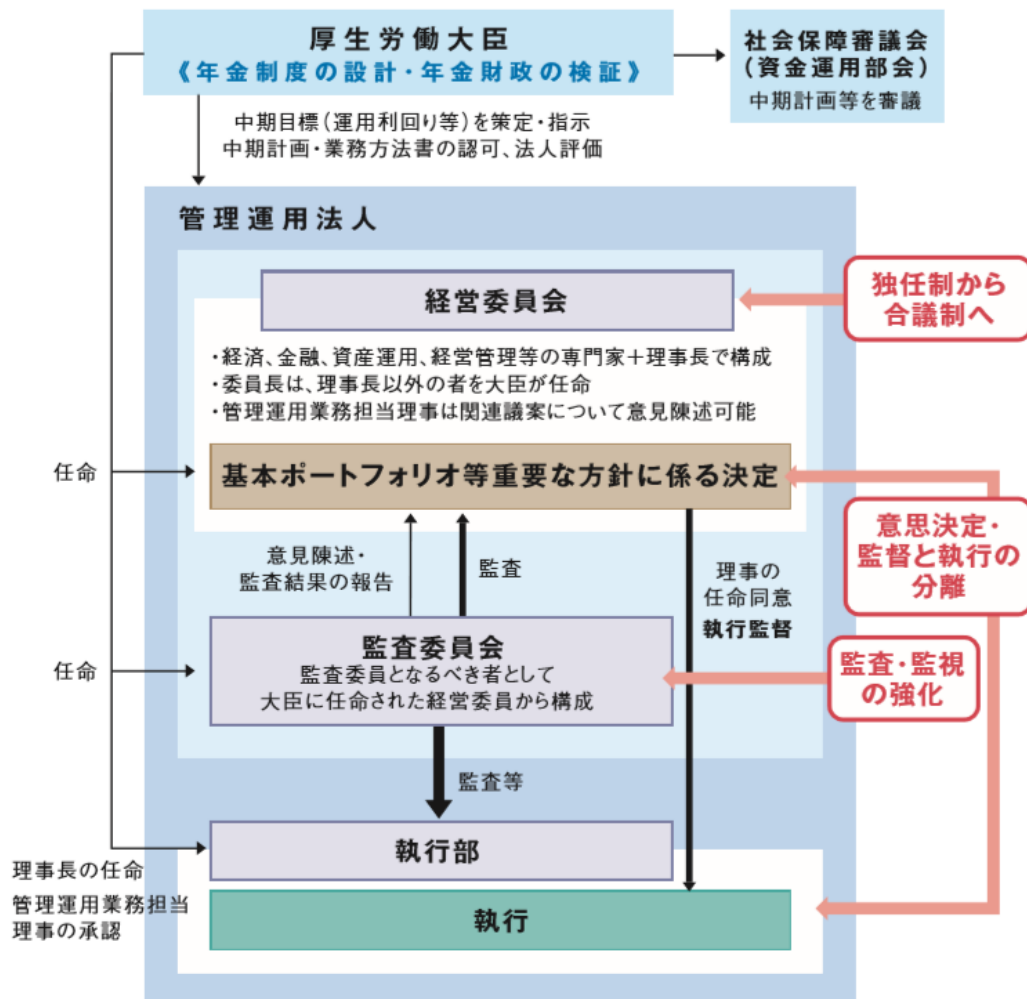 厚生労働大臣
《年金制度の設計・年金財政の検証》
社会保障審議会
(資金運用部会)
中期計画等を審議
中期目標(運用利回り等)を策定・指示
中期計画・業務方法書の認可、法人評価
管理運用法人
経営委員会
独任制から
合議制へ
・経済、金融、資産運用、経営管理等の専門家+理事長で構成
・委員長は、理事長以外の者を大臣が任命
・管理運用業務担当理事は関連議案について意見陳述可能
任命
基本ポートフォリオ等重要な方針に係る決定
意思決定・
監督と執行の
分離
意見陳述・
監査結果の報告
監査
理事の
任命同意
執行監督
任命
監査委員会
監査委員となるべき者として
大臣に任命された経営委員から構成
監査・監視
の強化
監査等
執行部
理事長の任命
管理運用業務担当
理事の承認
執行